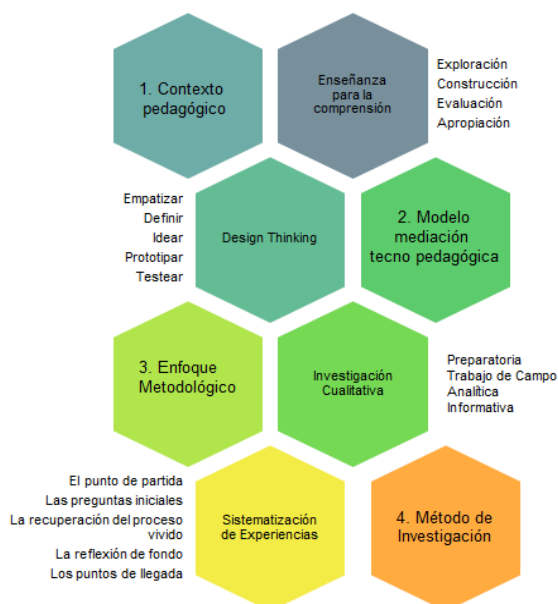 1. Contexto
pedagógico
Enseñanza
para la
comprensión
Exploración
Construcción
Evaluación
Apropiación
Empatizar
Definir
Idear
Prototipar
Testear
Design Thinking
2. Modelo
mediación
tecno pedagógica
3. Enfoque
Metodológico
Investigación
Cualitativa
Preparatoria
Trabajo de Campo
Analítica
Informativa
El punto de partida
Las preguntas iniciales
La recuperación del proceso
vivido
La reflexión de fondo
Los puntos de llegada
Sistematización
de Experiencias
4. Método de
Investigación